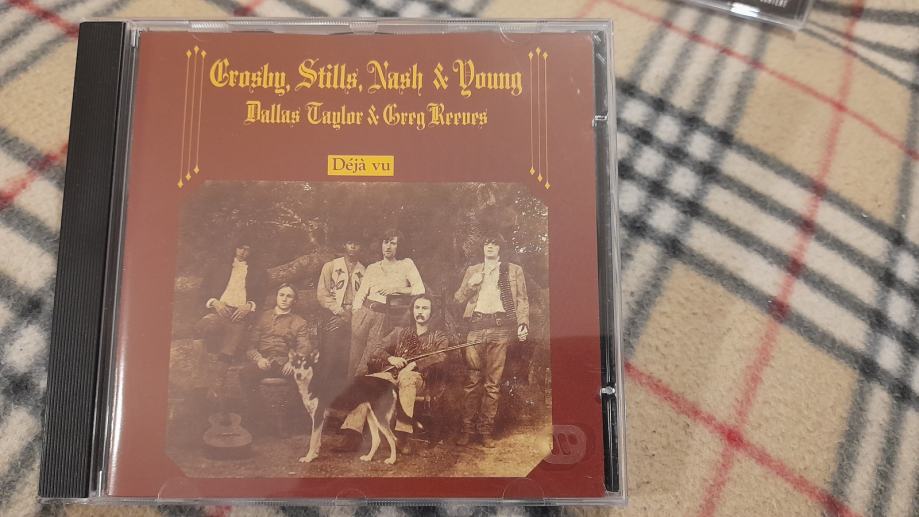 Crosby, Stills, Nash & Young
Dallas Taylor & Greg Reeves
Déjà vu